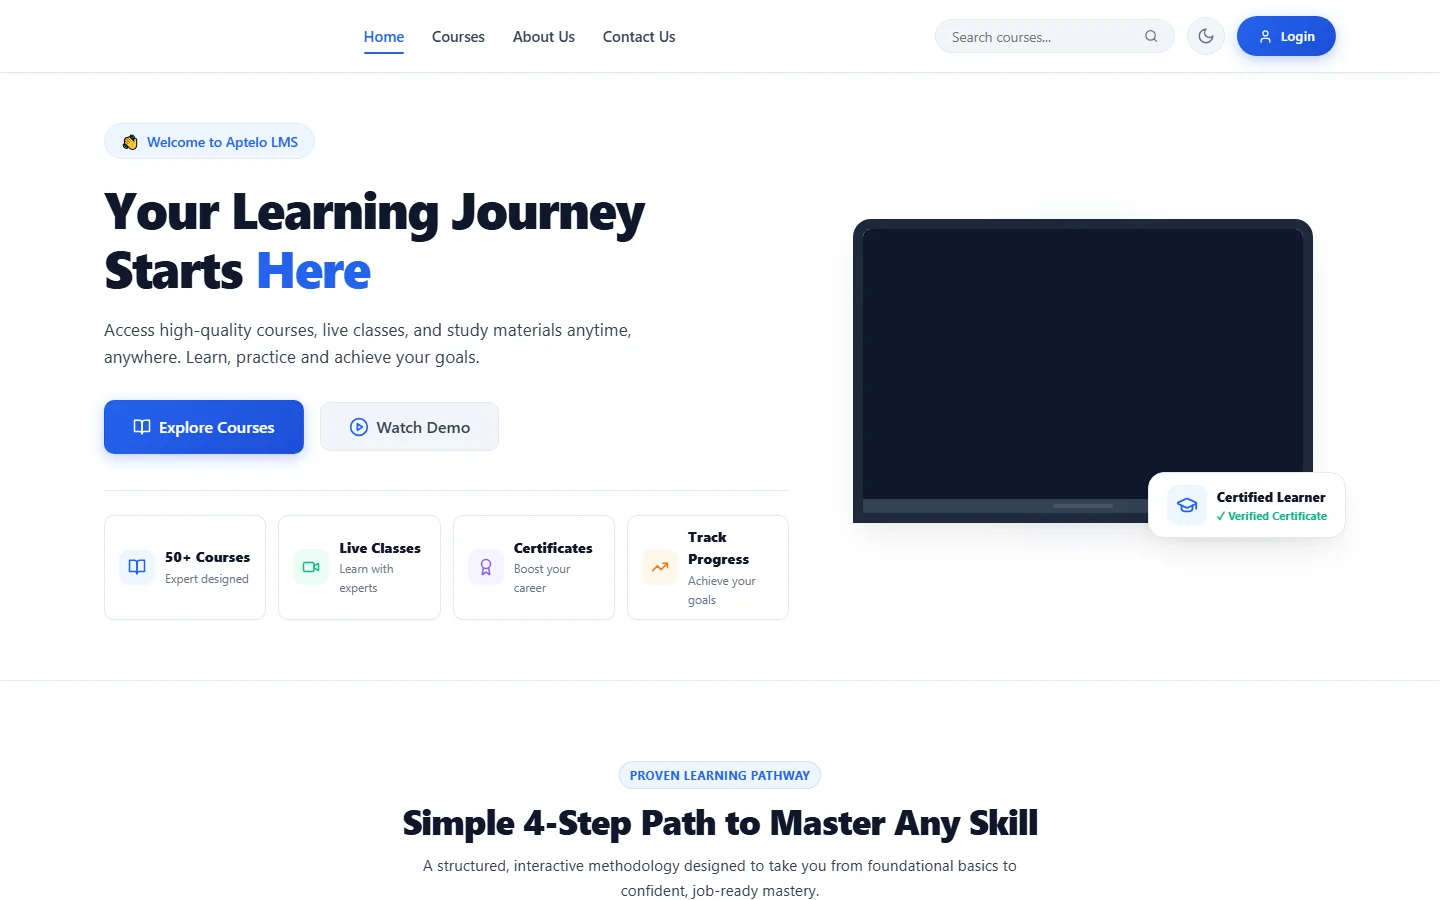 Home
Courses
About Us
Contact Us
Search courses...
Login
Welcome to Aptelo LMS
Your Learning Journey
Starts Here
Access high-quality courses, live classes, and study materials anytime,
anywhere. Learn, practice and achieve your goals.
Explore Courses
Watch Demo
50+ Courses
Expert designed
Live Classes
Learn with
experts
Certificates
Boost your
career
Track
Progress
Achieve your
goals
Certified Learner
✓ Verified Certificate
PROVEN LEARNING PATHWAY
Simple 4-Step Path to Master Any Skill
A structured, interactive methodology designed to take you from foundational basics to
confident, job-ready mastery.